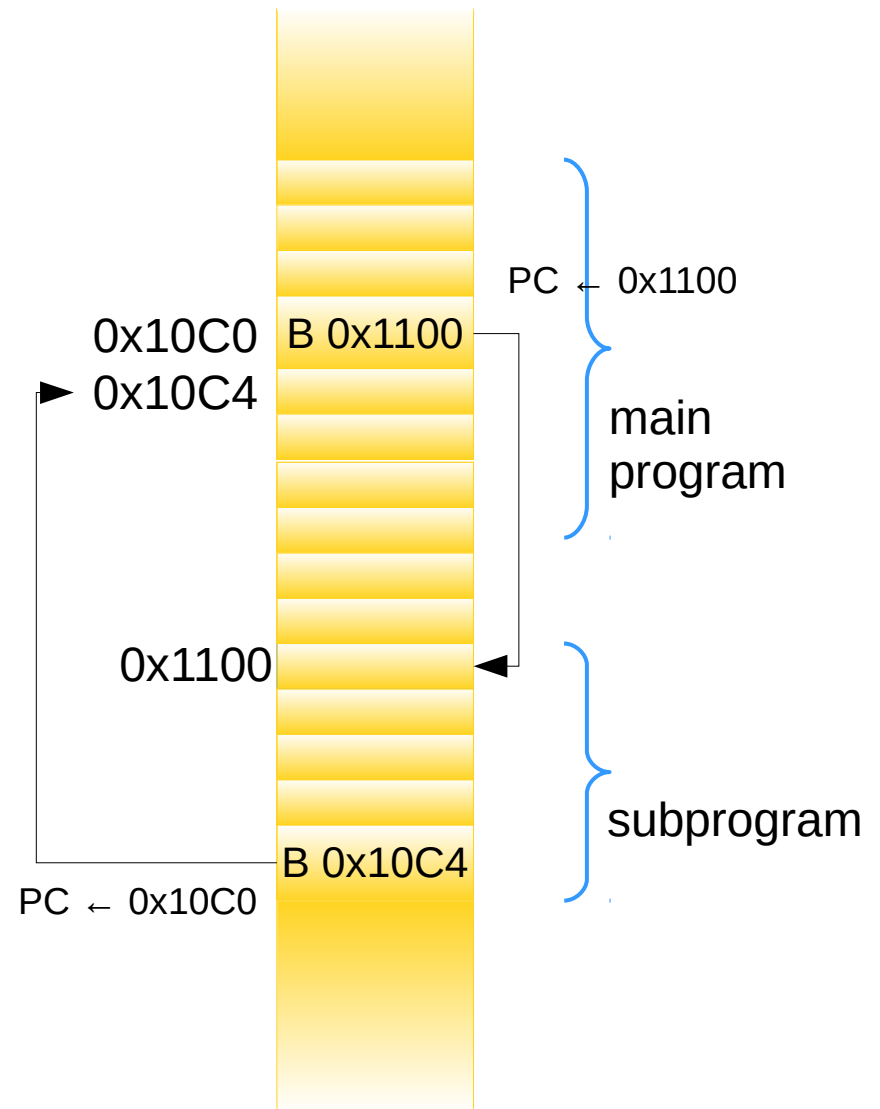 PC ← 0x1100
0x10C0
B 0x1100
0x10C4
main
program
0x1100
subprogram
B 0x10C4
PC ← 0x10C0